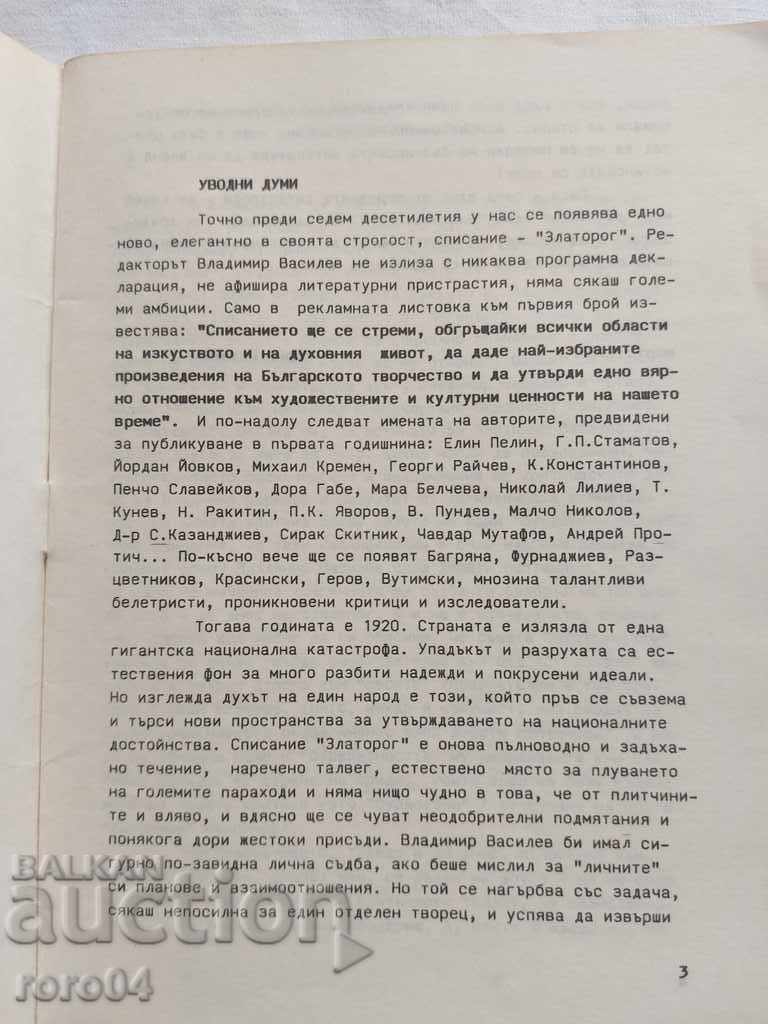 УВОДНИ ДУМИ
Точно преди седем десетилетия у нас се появява едно
ново, елегантно в своята строгост, списание – "Златорог". Ре-
дакторът Владимир Василев не излиза с никаква програмна дек-
ларация, не афишира литературни пристрастия, няма сякаш голе-
ми амбиции. Само в рекламната листовка към първия брой из-
вестява: "Списанието ще се стреми, обгръщайки всички области
на изкуството и на духовния живот, да даде най-избраните
произведения на Българското творчество и да утвърди едно вяр-
но отношение към художествените и културни ценности на нашето
време". И по-надолу следват имената на авторите, предвидени
за публикуване в първата годишнина: Елин Пелин, Г.П.Стаматов,
Йордан Йовков, Михаил Кремен, Георги Райчев, К.Константинов,
Пенчо Славейков, Дора Габе, Мара Белчева, Николай Лилиев, Т.
Кунев, Н. Ракитин, П.К. Яворов, В. Пундев, Малчо Николов,
Д-р С.Казанджиев, Сирак Скитник, Чавдар Мутафов, Андрей Про-
тич... По-късно вече ще се появят Багряна, Фурнаджиев, Раз-
цветников, Красински, Геров, Вутимски, мнозина талантливи
белетристи, проникновени критици и изследователи.
Тогава годината е 1920. Страната е излязла от една
гигантска национална катастрофа. Упадъкът и разрухата са ес-
тествения фон за много разбити надежди и покрусени идеали.
Но изглежда духът на един народ е този, който пръв се съвзема
и търси нови пространства за утвърждаването на националните
достойнства. Списание "Златорог" е онова пълноводно и задъха-
но течение, наречено талвег, естествено място за плуването
на големите параходи и няма нищо чудно в това, че от плитчини-
те и вляво, и вдясно ще се чуват неодобрителни подмятания и
понякога дори жестоки присъди. Владимир Василев би имал си-
гурно по-завидна лична съдба, ако беше мислил за "личните"
си планове и взаимоотношения. Но той се нагърбва със задача,
сякаш непосилна за един отделен творец, и успява да извърши
3
BALKAN
auction
roro04